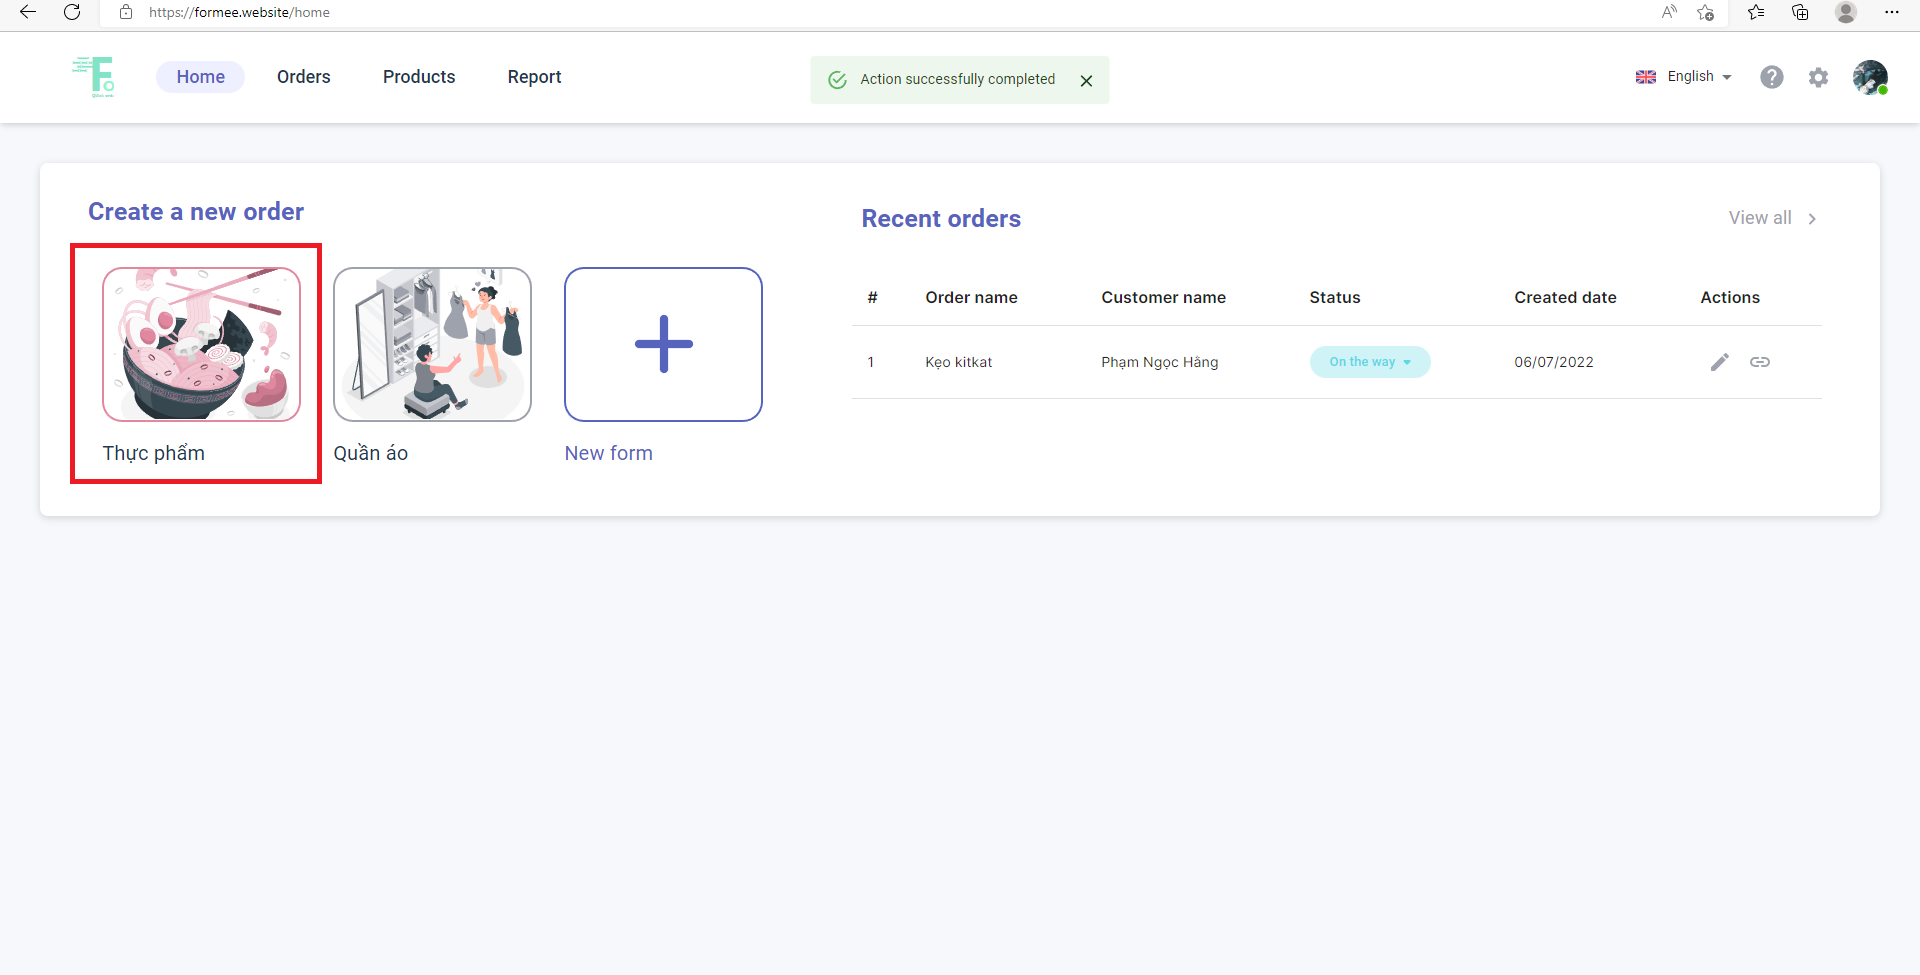 https://formee.website/home
Home
Orders
Products
Report
Action successfully completed
English
Create a new order
Thực phẩm
Quần áo
New form
Recent orders
View all
# Order name Customer name Status Created date Actions
1 Kẹo kitkat Phạm Ngọc Hằng On the way 06/07/2022